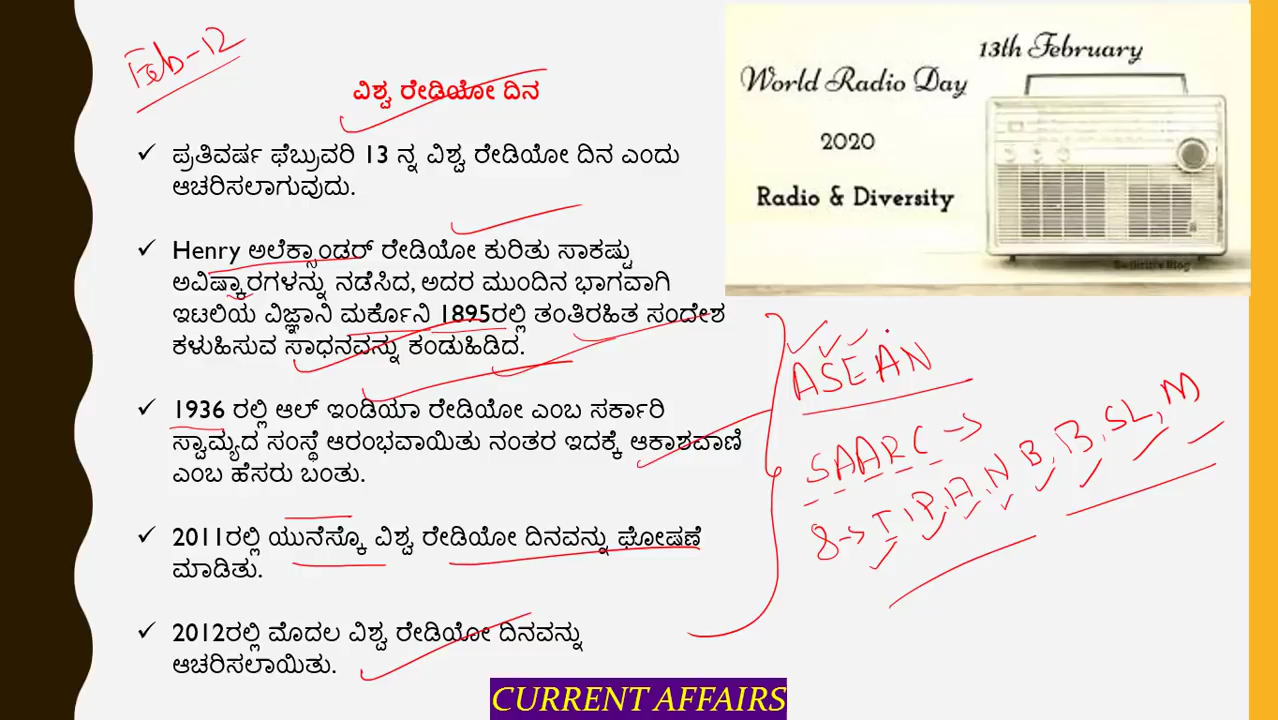 Feb-12
ವಿಶ್ವ ರೇಡಿಯೋ ದಿನ
✓ ಪ್ರತಿವರ್ಷ ಫೆಬ್ರುವರಿ 13 ನ್ನ ವಿಶ್ವ ರೇಡಿಯೋ ದಿನ ಎಂದು
ಆಚರಿಸಲಾಗುವುದು.
✓ Henry ಅಲೆಕ್ಸಾಂಡರ್ ರೇಡಿಯೋ ಕುರಿತು ಸಾಕಷ್ಟು
ಅವಿಷ್ಕಾರಗಳನ್ನು ನಡೆಸಿದ, ಅದರ ಮುಂದಿನ ಭಾಗವಾಗಿ
ಇಟಲಿಯ ವಿಜ್ಞಾನಿ ಮರ್ಕೊನಿ 1895ರಲ್ಲಿ ತಂತಿರಹಿತ ಸಂದೇಶ
ಕಳುಹಿಸುವ ಸಾಧನವನ್ನು ಕಂಡುಹಿಡಿದ.
✓ 1936 ರಲ್ಲಿ ಆಲ್ ಇಂಡಿಯಾ ರೇಡಿಯೋ ಎಂಬ ಸರ್ಕಾರಿ
ಸ್ವಾಮ್ಯದ ಸಂಸ್ಥೆ ಆರಂಭವಾಯಿತು ನಂತರ ಇದಕ್ಕೆ ಆಕಾಶವಾಣಿ
ಎಂಬ ಹೆಸರು ಬಂತು.
✓ 2011ರಲ್ಲಿ ಯುನೆಸ್ಕೊ ವಿಶ್ವ ರೇಡಿಯೋ ದಿನವನ್ನು ಘೋಷಣೆ
ಮಾಡಿತು.
✓ 2012ರಲ್ಲಿ ಮೊದಲ ವಿಶ್ವ ರೇಡಿಯೋ ದಿನವನ್ನು
ಆಚರಿಸಲಾಯಿತು.
13th February
World Radio Day
2020
Radio & Diversity
ASEAN
SAARC →
8 → I, P, A, N, B, B, SL, M
CURRENT AFFAIRS